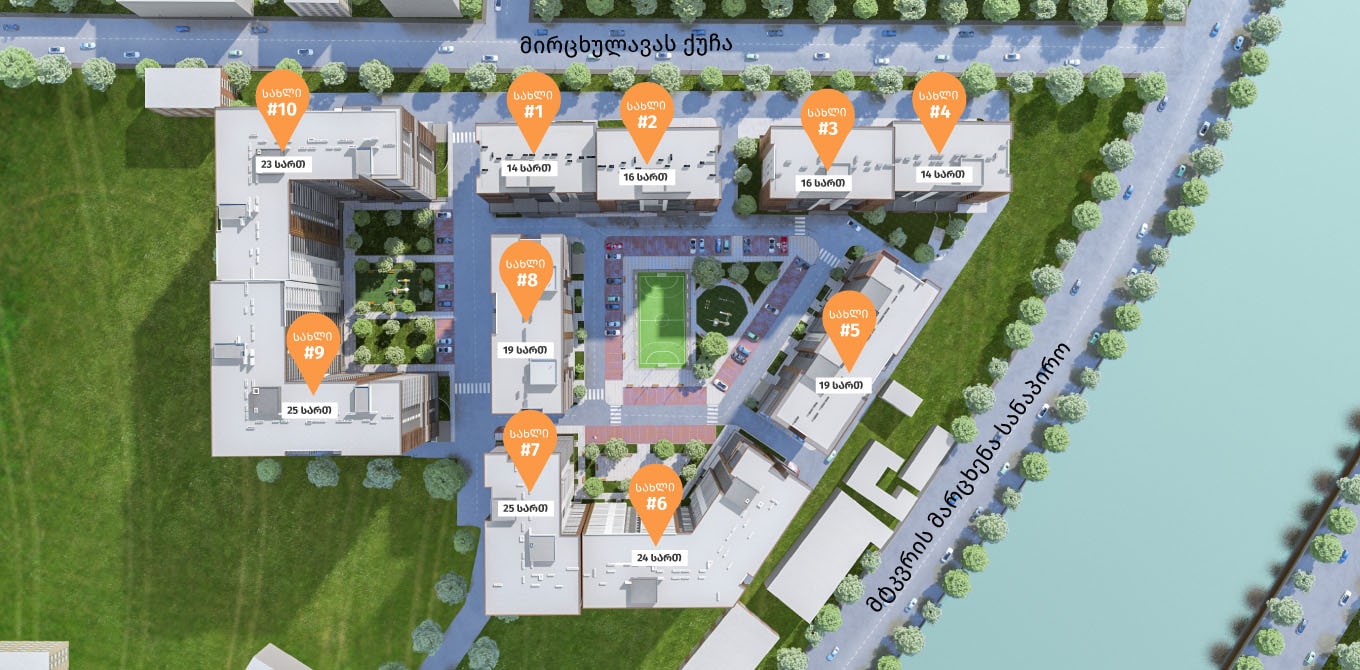 მირცხულავას ქუჩა
სახლი
#10
23 სართ
სახლი
#1
14 სართ
სახლი
#2
16 სართ
სახლი
#3
16 სართ
სახლი
#4
14 სართ
სახლი
#8
19 სართ
სახლი
#5
19 სართ
სახლი
#9
25 სართ
სახლი
#7
25 სართ
სახლი
#6
24 სართ
მტკვრის მარცხენა სანაპირო